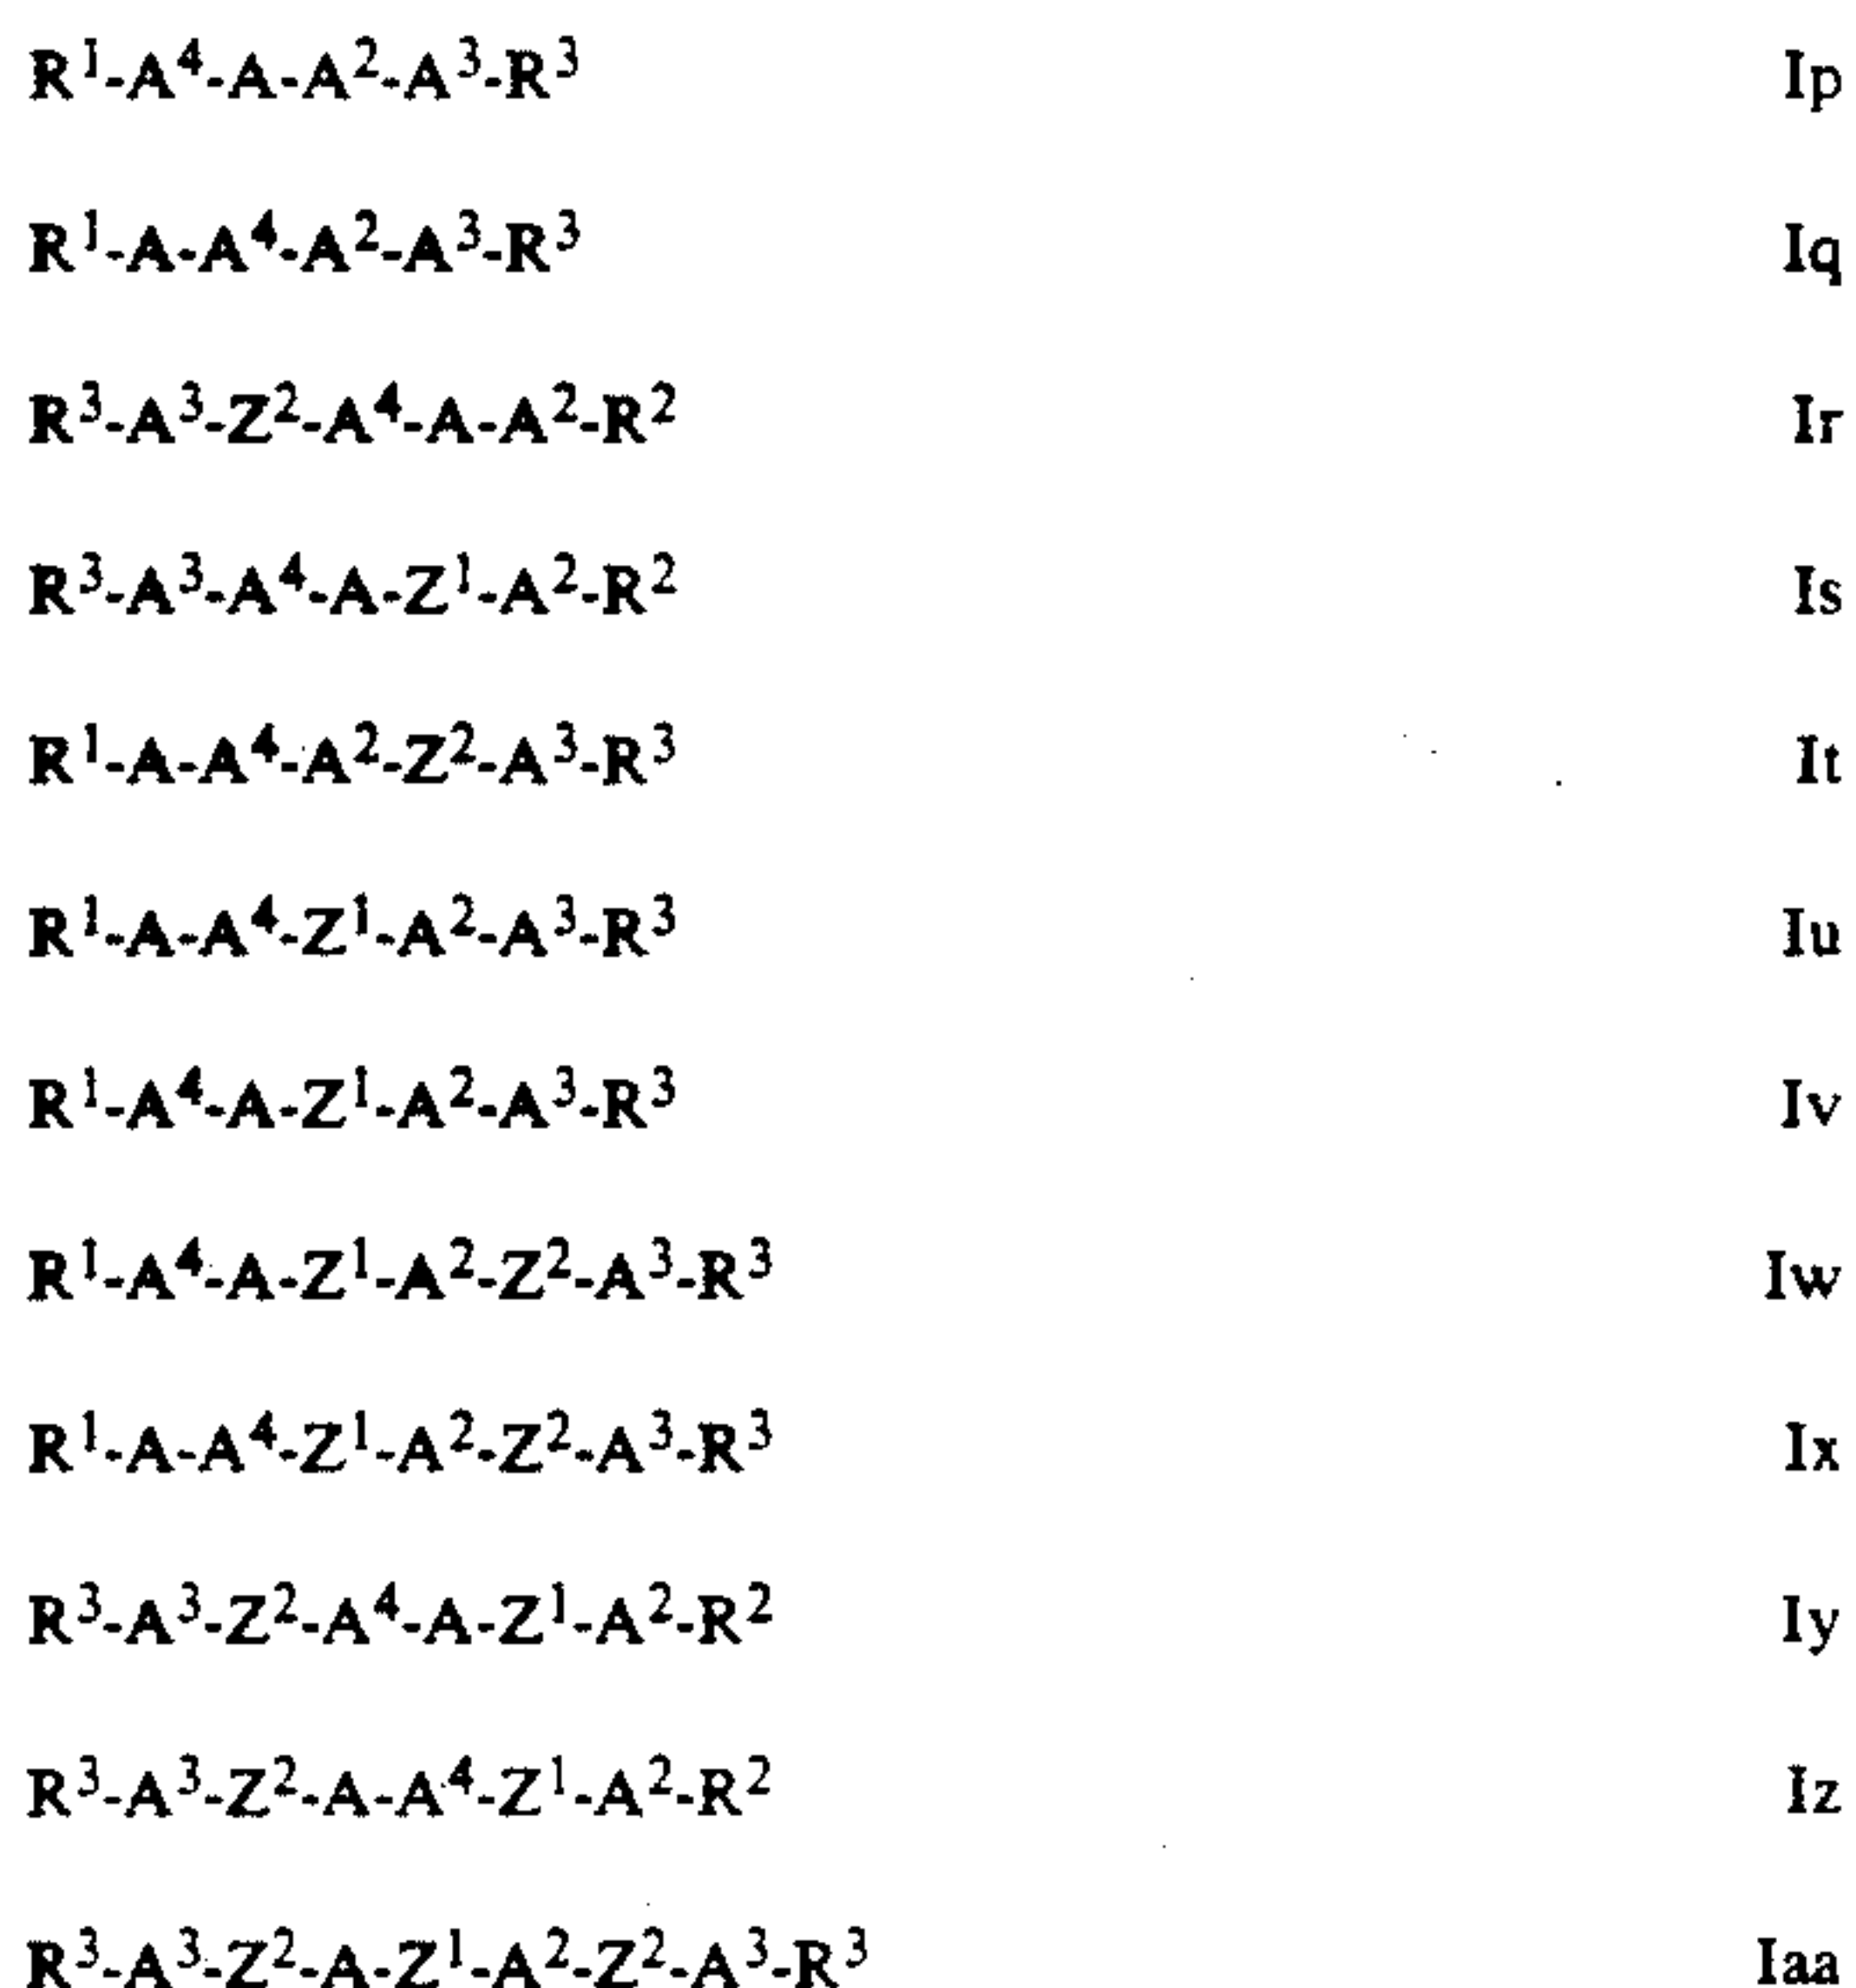 R¹-A⁴-A-A²-A³-R³ Ip
R¹-A-A⁴-A²-A³-R³ Iq
R³-A³-Z²-A⁴-A-A²-R² Ir
R³-A³-A⁴-A-Z¹-A²-R² Is
R¹-A-A⁴-A²-Z²-A³-R³ It
R¹-A-A⁴-Z¹-A²-A³-R³ Iu
R¹-A⁴-A-Z¹-A²-A³-R³ Iv
R¹-A⁴-A-Z¹-A²-Z²-A³-R³ Iw
R¹-A-A⁴-Z¹-A²-Z²-A³-R³ Ix
R³-A³-Z²-A⁴-A-Z¹-A²-R² Iy
R³-A³-Z²-A-A⁴-Z¹-A²-R² Iz
R³-A³-Z²-A-Z¹-A²-Z²-A³-R³ Iaa